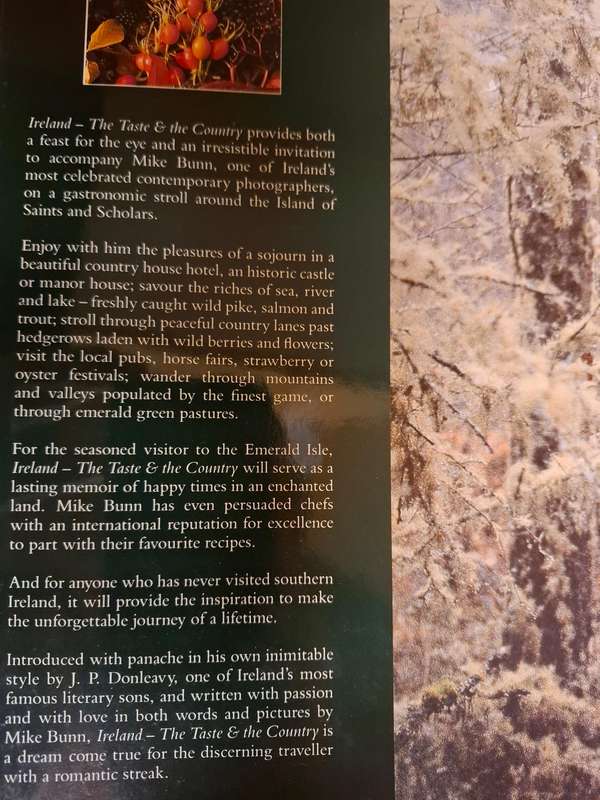 Ireland – The Taste & the Country provides both
a feast for the eye and an irresistible invitation
to accompany Mike Bunn, one of Ireland's
most celebrated contemporary photographers,
on a gastronomic stroll around the Island of
Saints and Scholars.
Enjoy with him the pleasures of a sojourn in a
beautiful country house hotel, an historic castle
or manor house; savour the riches of sea, river
and lake – freshly caught wild pike, salmon and
trout; stroll through peaceful country lanes past
hedgerows laden with wild berries and flowers;
visit the local pubs, horse fairs, strawberry or
oyster festivals; wander through mountains
and valleys populated by the finest game, or
through emerald green pastures.
For the seasoned visitor to the Emerald Isle,
Ireland – The Taste & the Country will serve as a
lasting memoir of happy times in an enchanted
land. Mike Bunn has even persuaded chefs
with an international reputation for excellence
to part with their favourite recipes.
And for anyone who has never visited southern
Ireland, it will provide the inspiration to make
the unforgettable journey of a lifetime.
Introduced with panache in his own inimitable
style by J. P. Donleavy, one of Ireland's most
famous literary sons, and written with passion
and with love in both words and pictures by
Mike Bunn, Ireland – The Taste & the Country is
a dream come true for the discerning traveller
with a romantic streak.